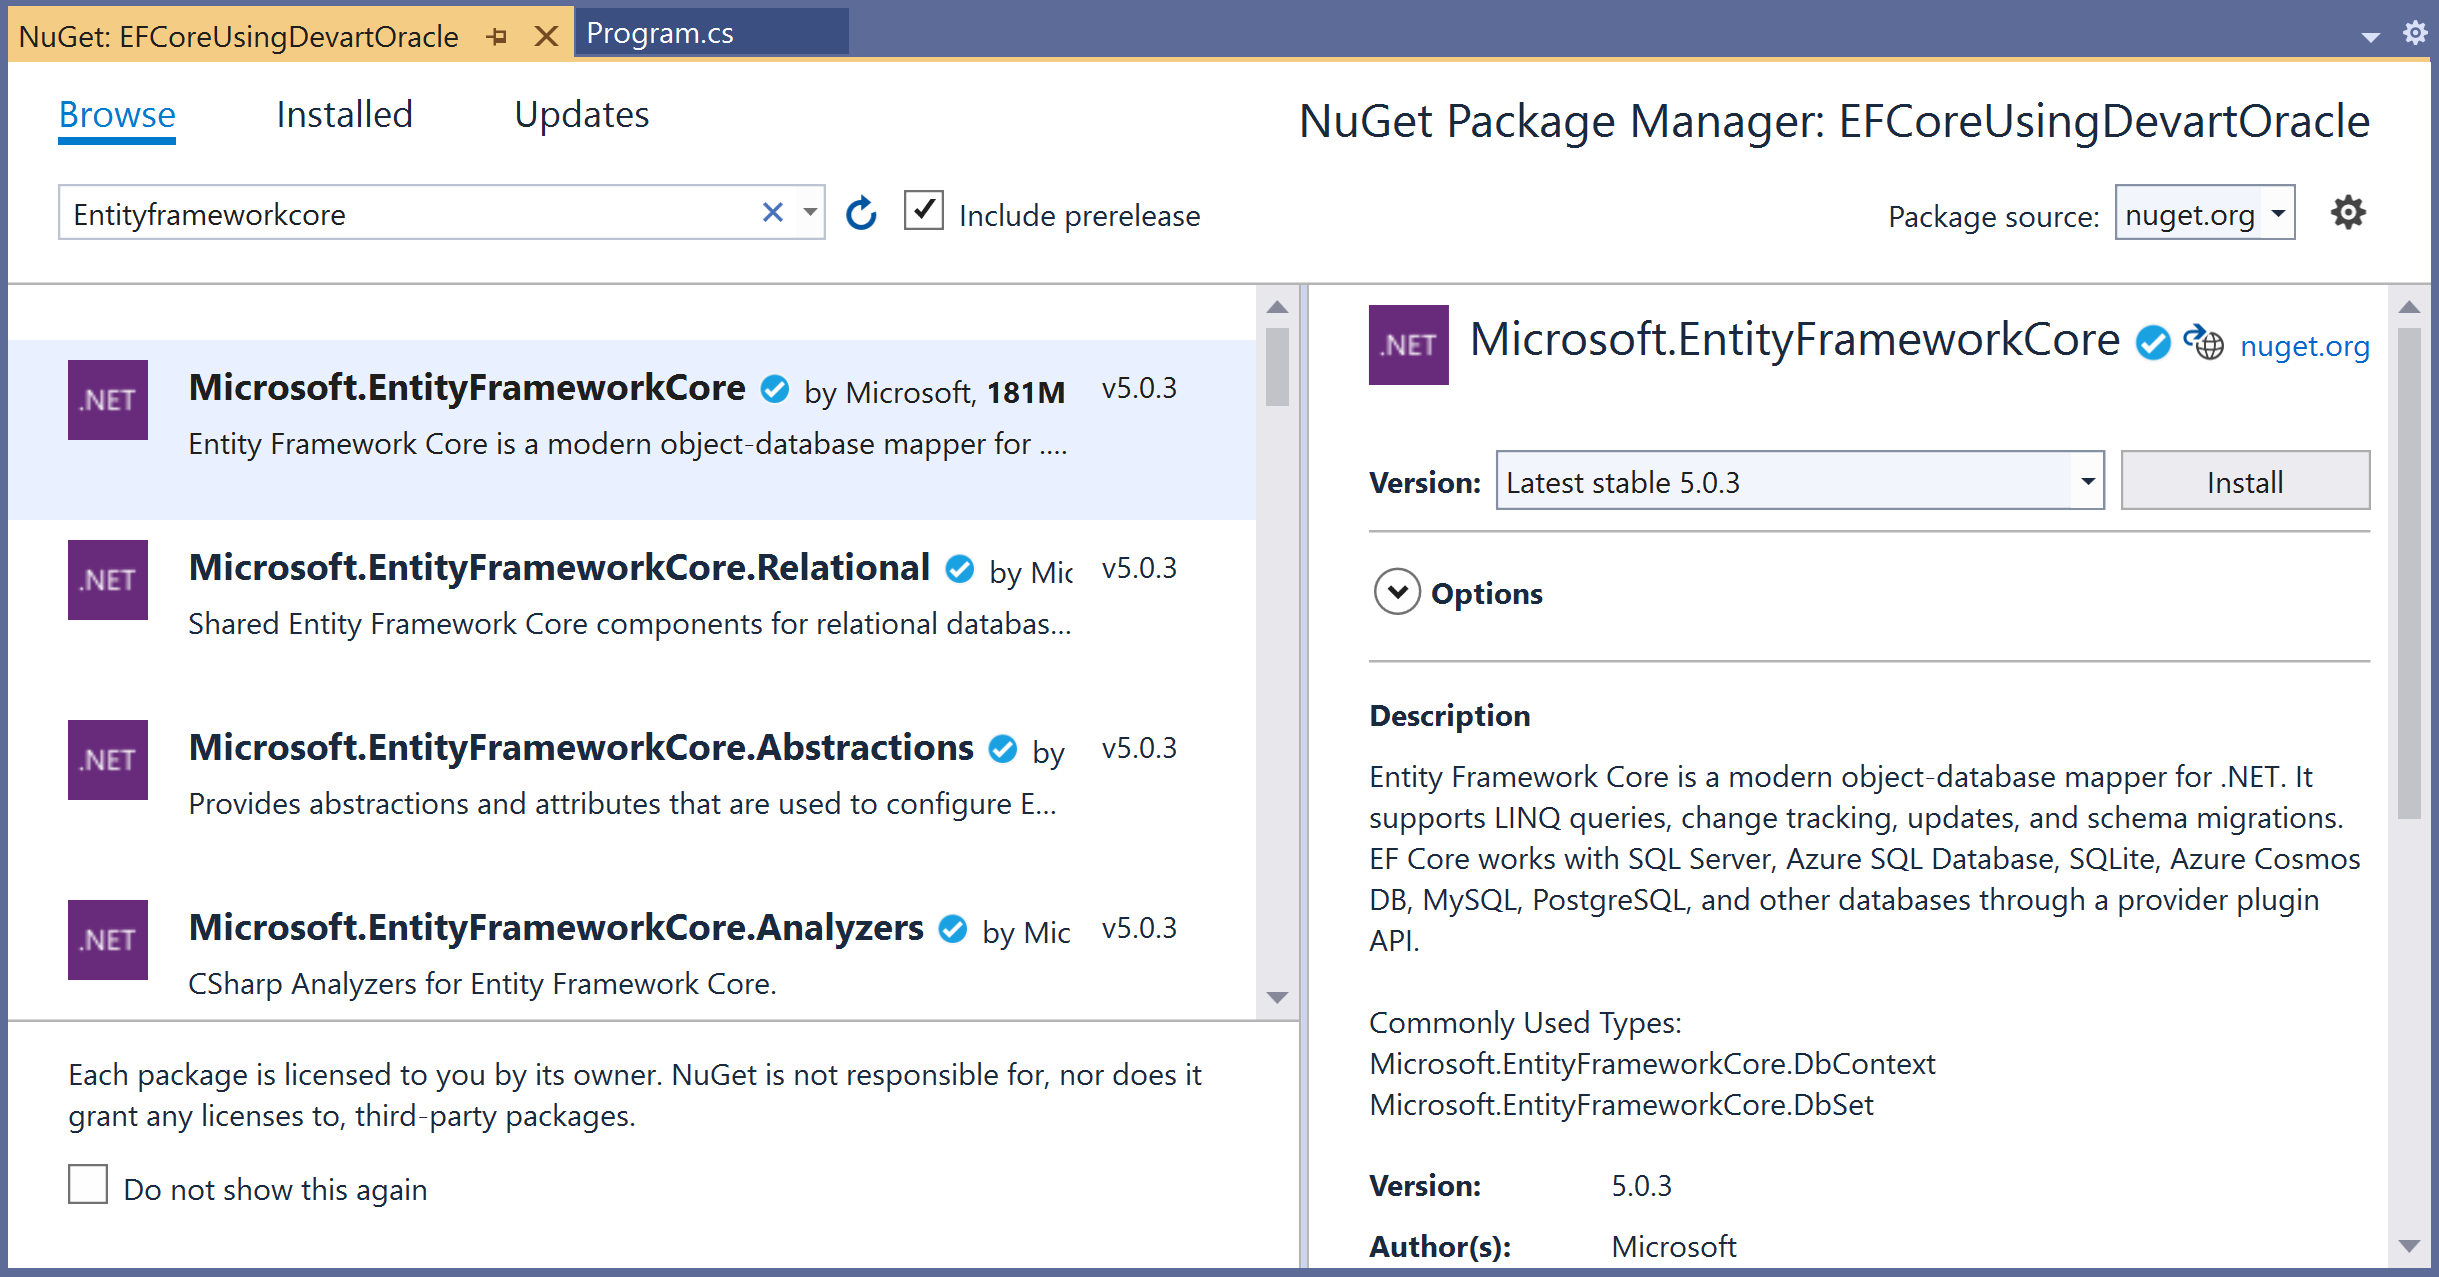 NuGet: EFCoreUsingDevartOracle
Program.cs
Browse
Installed
Updates
NuGet Package Manager: EFCoreUsingDevartOracle
Entityframeworkcore
Include prerelease
Package source:
nuget.org
.NET
Microsoft.EntityFrameworkCore by Microsoft, 181M v5.0.3
Entity Framework Core is a modern object-database mapper for ....
.NET
Microsoft.EntityFrameworkCore.Relational by Mic v5.0.3
Shared Entity Framework Core components for relational databas...
.NET
Microsoft.EntityFrameworkCore.Abstractions by v5.0.3
Provides abstractions and attributes that are used to configure E...
.NET
Microsoft.EntityFrameworkCore.Analyzers by Mic v5.0.3
CSharp Analyzers for Entity Framework Core.
Each package is licensed to you by its owner. NuGet is not responsible for, nor does it
grant any licenses to, third-party packages.
Do not show this again
.NET
Microsoft.EntityFrameworkCore
nuget.org
Version:
Latest stable 5.0.3
Install
Options
Description
Entity Framework Core is a modern object-database mapper for .NET. It
supports LINQ queries, change tracking, updates, and schema migrations.
EF Core works with SQL Server, Azure SQL Database, SQLite, Azure Cosmos
DB, MySQL, PostgreSQL, and other databases through a provider plugin
API.
Commonly Used Types:
Microsoft.EntityFrameworkCore.DbContext
Microsoft.EntityFrameworkCore.DbSet
Version: 5.0.3
Author(s): Microsoft